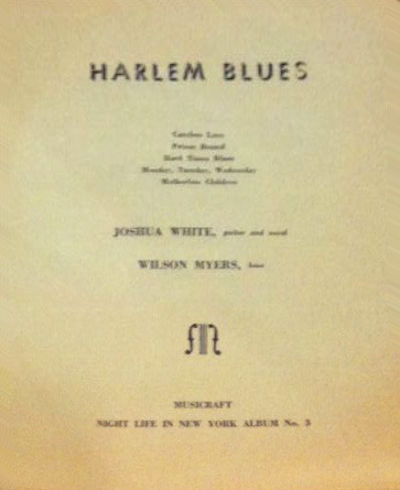 HARLEM BLUES
Careless Love
Prison Bound
Hard Times Blues
Monday, Tuesday, Wednesday
Motherless Children
JOSHUA WHITE, guitar and vocal
WILSON MYERS, bass
MUSICRAFT
NIGHT LIFE IN NEW YORK ALBUM No. 3